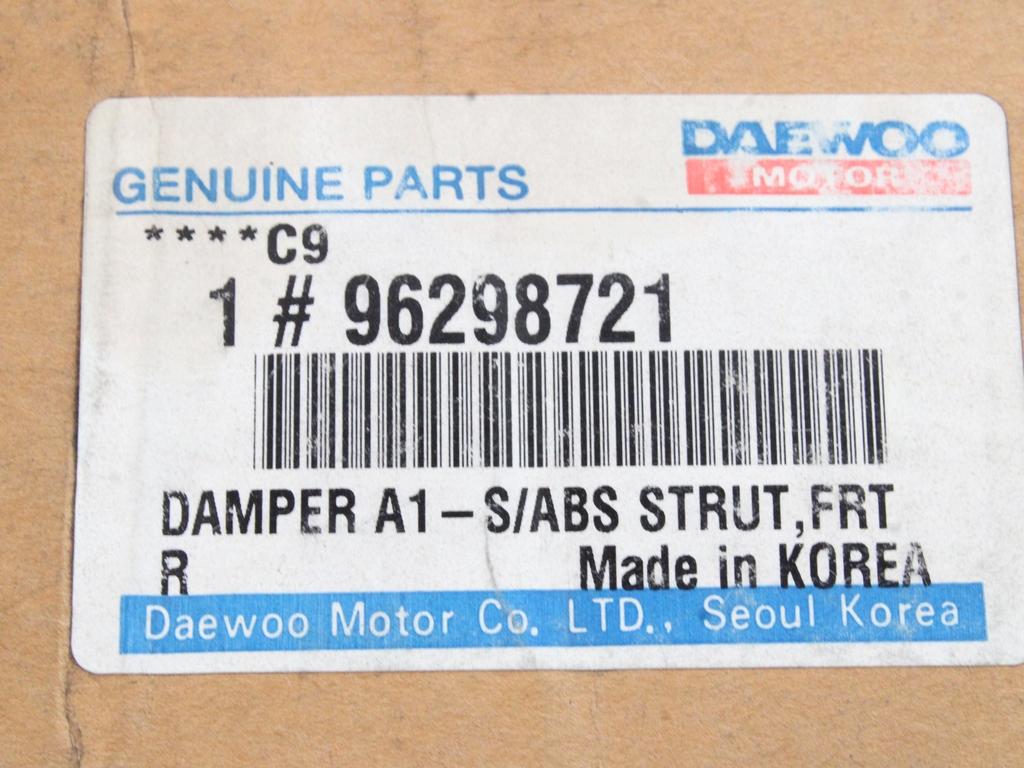 DAEWOO
MOTOR
GENUINE PARTS
****C9
1 # 96298721
DAMPER A1-S/ABS STRUT,FRT
R Made in KOREA
Daewoo Motor Co. LTD., Seoul Korea